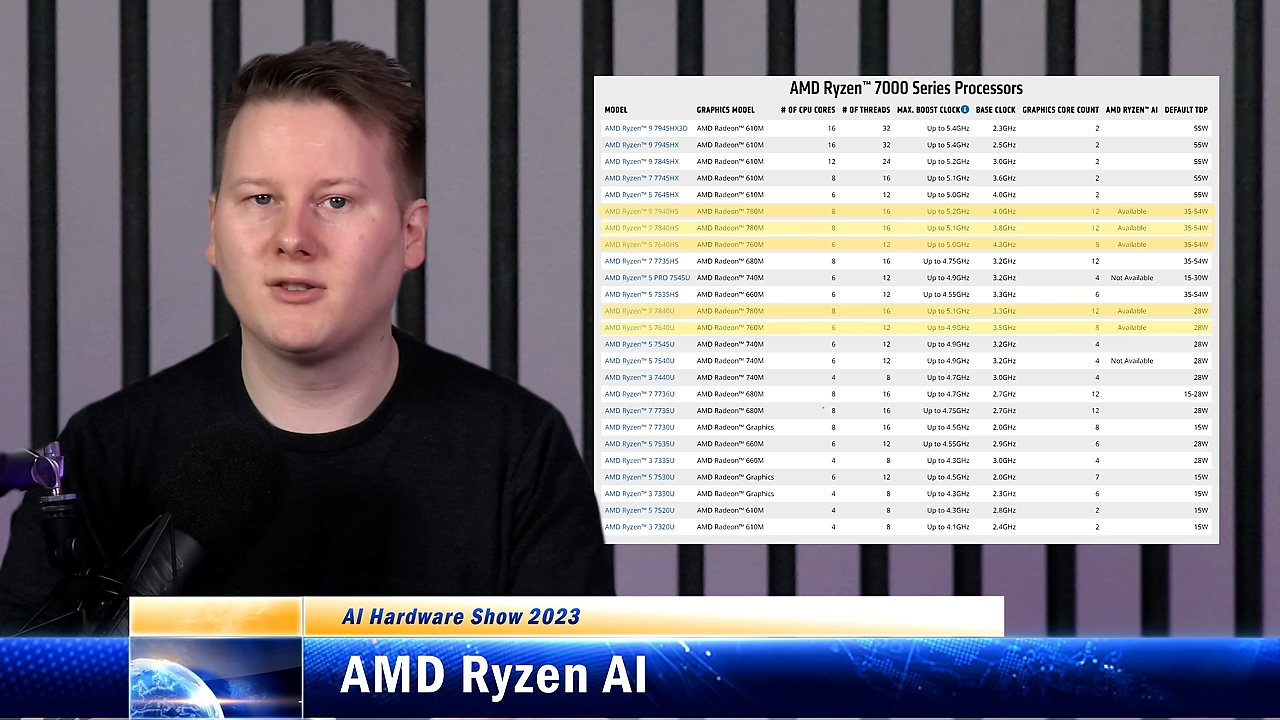 AMD Ryzen™ 7000 Series Processors
MODEL GRAPHICS MODEL # OF CPU CORES # OF THREADS MAX. BOOST CLOCK BASE CLOCK GRAPHICS CORE COUNT AMD RYZEN™ AI DEFAULT TDP
AMD Ryzen™ 9 7945HX3D AMD Radeon™ 610M 16 32 Up to 5.4GHz 2.3GHz 2 55W
AMD Ryzen™ 9 7945HX AMD Radeon™ 610M 16 32 Up to 5.4GHz 2.5GHz 2 55W
AMD Ryzen™ 9 7845HX AMD Radeon™ 610M 12 24 Up to 5.2GHz 3.0GHz 2 55W
AMD Ryzen™ 7 7745HX AMD Radeon™ 610M 8 16 Up to 5.1GHz 3.6GHz 2 55W
AMD Ryzen™ 5 7645HX AMD Radeon™ 610M 6 12 Up to 5.0GHz 4.0GHz 2 55W
AMD Ryzen™ 9 7940HS AMD Radeon™ 780M 8 16 Up to 5.2GHz 4.0GHz 12 Available 35-54W
AMD Ryzen™ 7 7840HS AMD Radeon™ 780M 8 16 Up to 5.1GHz 3.8GHz 12 Available 35-54W
AMD Ryzen™ 5 7640HS AMD Radeon™ 760M 6 12 Up to 5.0GHz 4.3GHz 8 Available 35-54W
AMD Ryzen™ 7 7735HS AMD Radeon™ 680M 8 16 Up to 4.75GHz 3.2GHz 12 35-54W
AMD Ryzen™ 5 PRO 7545U AMD Radeon™ 740M 6 12 Up to 4.9GHz 3.2GHz 4 Not Available 15-30W
AMD Ryzen™ 5 7535HS AMD Radeon™ 660M 6 12 Up to 4.55GHz 3.3GHz 6 35-54W
AMD Ryzen™ 7 7840U AMD Radeon™ 780M 8 16 Up to 5.1GHz 3.3GHz 12 Available 28W
AMD Ryzen™ 5 7640U AMD Radeon™ 760M 6 12 Up to 4.9GHz 3.5GHz 8 Available 28W
AMD Ryzen™ 5 7545U AMD Radeon™ 740M 6 12 Up to 4.9GHz 3.2GHz 4 28W
AMD Ryzen™ 5 7540U AMD Radeon™ 740M 6 12 Up to 4.9GHz 3.2GHz 4 Not Available 28W
AMD Ryzen™ 3 7440U AMD Radeon™ 740M 4 8 Up to 4.7GHz 3.0GHz 4 28W
AMD Ryzen™ 7 7736U AMD Radeon™ 680M 8 16 Up to 4.7GHz 2.7GHz 12 15-28W
AMD Ryzen™ 7 7735U AMD Radeon™ 680M 8 16 Up to 4.75GHz 2.7GHz 12 28W
AMD Ryzen™ 7 7730U AMD Radeon™ Graphics 8 16 Up to 4.5GHz 2.0GHz 8 15W
AMD Ryzen™ 5 7535U AMD Radeon™ 660M 6 12 Up to 4.55GHz 2.9GHz 6 28W
AMD Ryzen™ 3 7335U AMD Radeon™ 660M 4 8 Up to 4.3GHz 3.0GHz 4 28W
AMD Ryzen™ 5 7530U AMD Radeon™ Graphics 6 12 Up to 4.5GHz 2.0GHz 7 15W
AMD Ryzen™ 3 7330U AMD Radeon™ Graphics 4 8 Up to 4.3GHz 2.3GHz 6 15W
AMD Ryzen™ 5 7520U AMD Radeon™ 610M 4 8 Up to 4.3GHz 2.8GHz 2 15W
AMD Ryzen™ 3 7320U AMD Radeon™ 610M 4 8 Up to 4.1GHz 2.4GHz 2 15W
AI Hardware Show 2023
AMD Ryzen AI